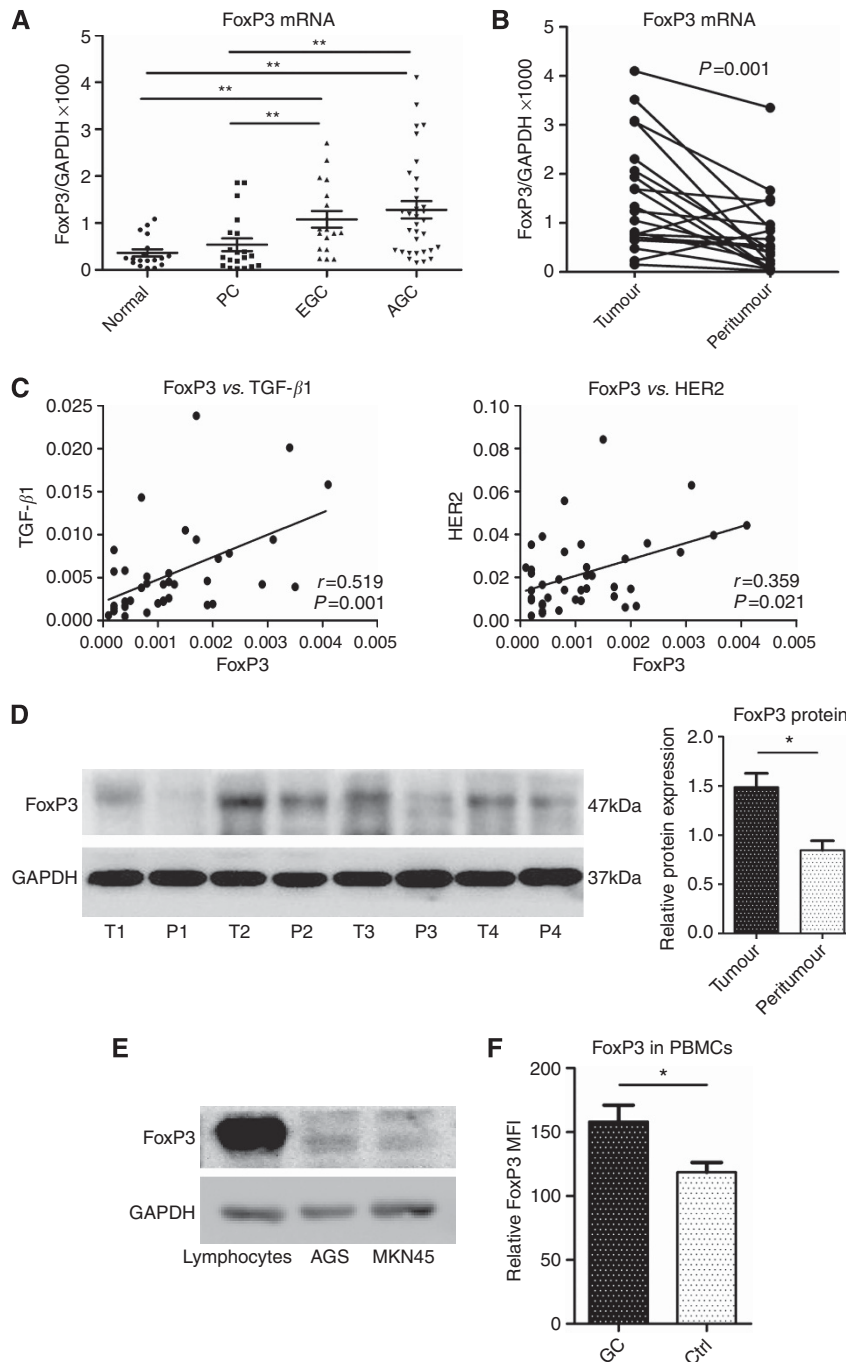 A
FoxP3 mRNA
FoxP3/GAPDH ×1000
5
4
3
2
1
0
**
**
**
**
Normal
PC
EGC
AGC
B
FoxP3 mRNA
FoxP3/GAPDH ×1000
5
4
3
2
1
0
P=0.001
Tumour
Peritumour
C
FoxP3 vs. TGF-β1
TGF-β1
0.025
0.020
0.015
0.010
0.005
0.000
r=0.519
P=0.001
0.000 0.001 0.002 0.003 0.004 0.005
FoxP3
FoxP3 vs. HER2
HER2
0.10
0.08
0.06
0.04
0.02
0.00
r=0.359
P=0.021
0.000 0.001 0.002 0.003 0.004 0.005
FoxP3
D
FoxP3
47kDa
GAPDH
37kDa
T1 P1 T2 P2 T3 P3 T4 P4
FoxP3 protein
Relative protein expression
2.0
1.5
1.0
0.5
0.0
*
Tumour
Peritumour
E
FoxP3
GAPDH
Lymphocytes AGS MKN45
F
FoxP3 in PBMCs
Relative FoxP3 MFI
200
150
100
50
0
*
GC
Ctrl